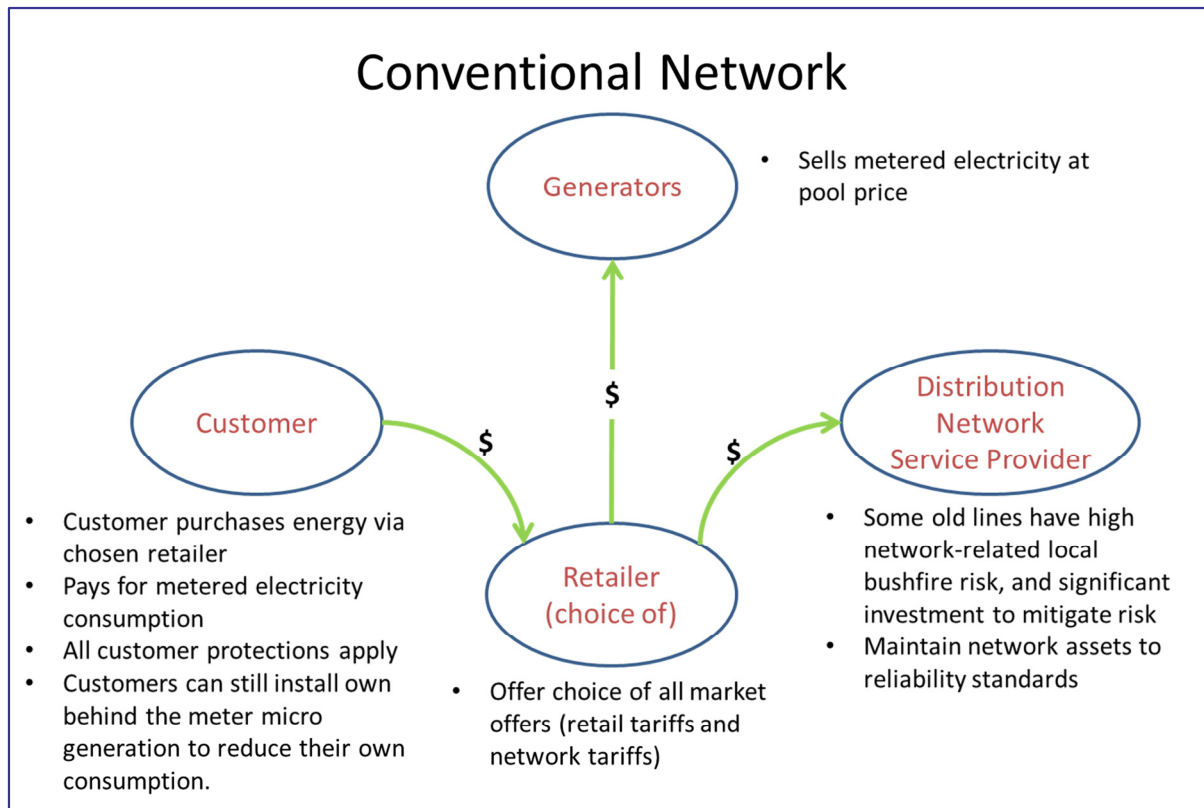 Conventional Network
Generators
• Sells metered electricity at
pool price
$
Customer
$
$
Distribution
Network
Service Provider
• Customer purchases energy via
chosen retailer
• Pays for metered electricity
consumption
• All customer protections apply
• Customers can still install own
behind the meter micro
generation to reduce their own
consumption.
Retailer
(choice of)
• Offer choice of all market
offers (retail tariffs and
network tariffs)
• Some old lines have high
network-related local
bushfire risk, and significant
investment to mitigate risk
• Maintain network assets to
reliability standards